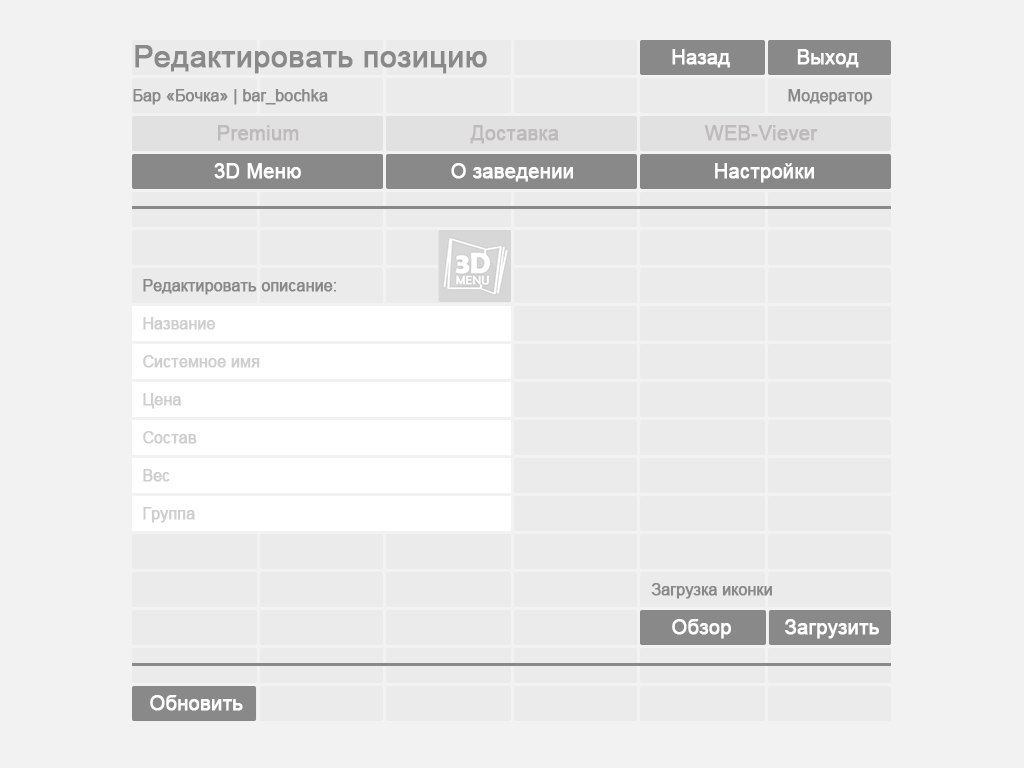 Редактировать позицию
Назад
Выход
Бар «Бочка» | bar_bochka
Модератор
Premium
Доставка
WEB-Viever
3D Меню
О заведении
Настройки
3D
MENU
Редактировать описание:
Название
Системное имя
Цена
Состав
Вес
Группа
Загрузка иконки
Обзор
Загрузить
Обновить